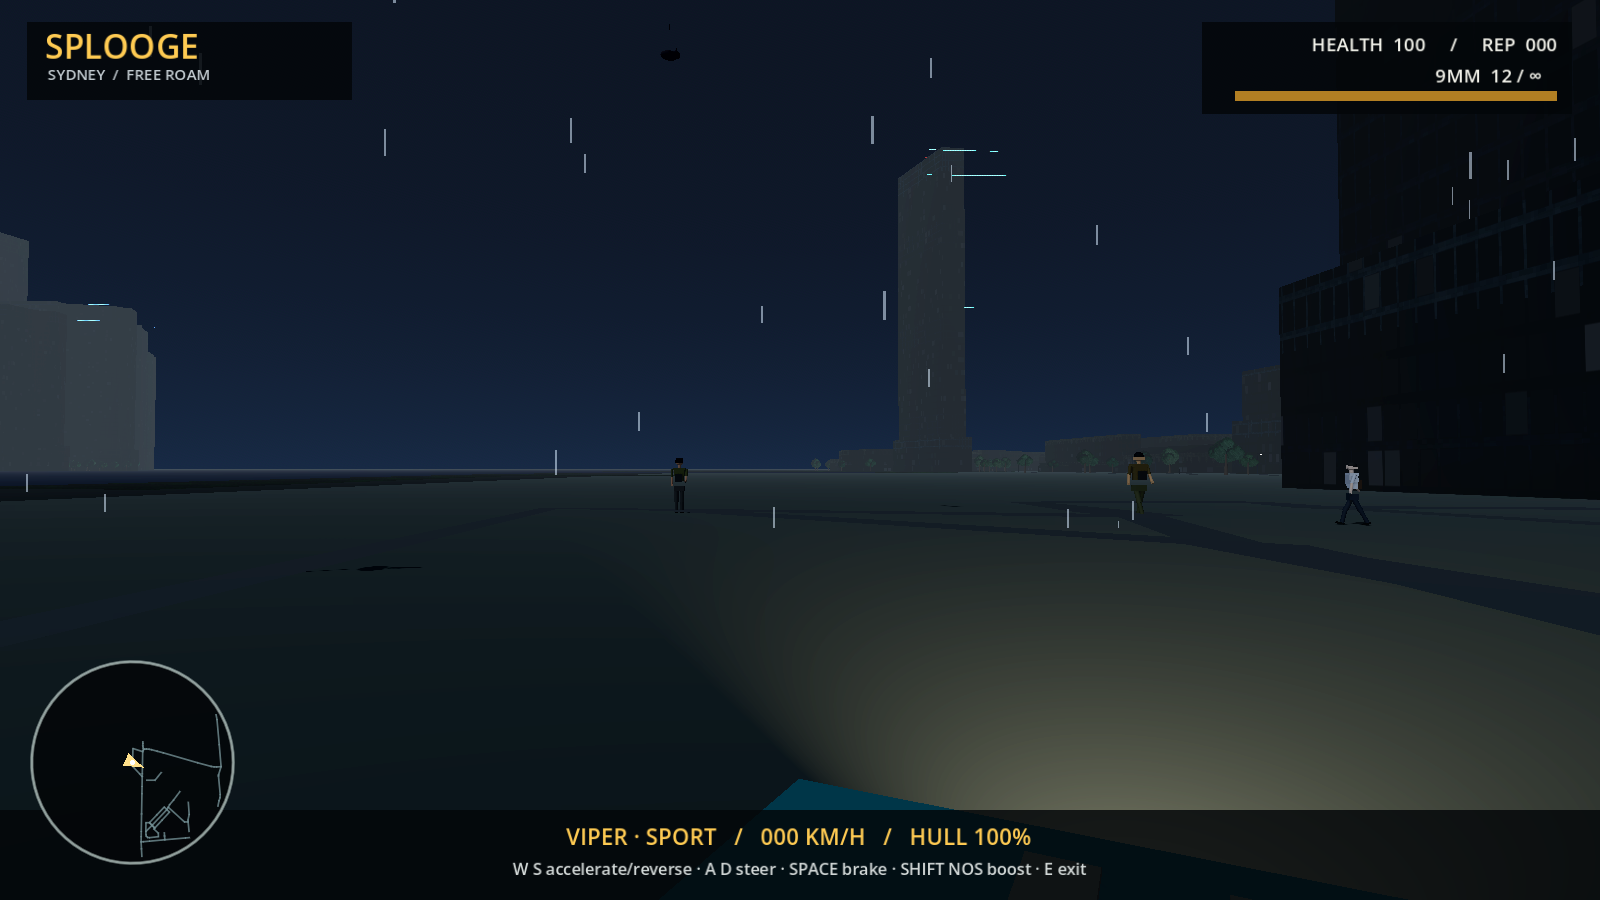 SPLOOGE
SYDNEY / FREE ROAM
HEALTH 100 / REP 000
9MM 12 / ∞
VIPER · SPORT / 000 KM/H / HULL 100%
W S accelerate/reverse · A D steer · SPACE brake · SHIFT NOS boost · E exit